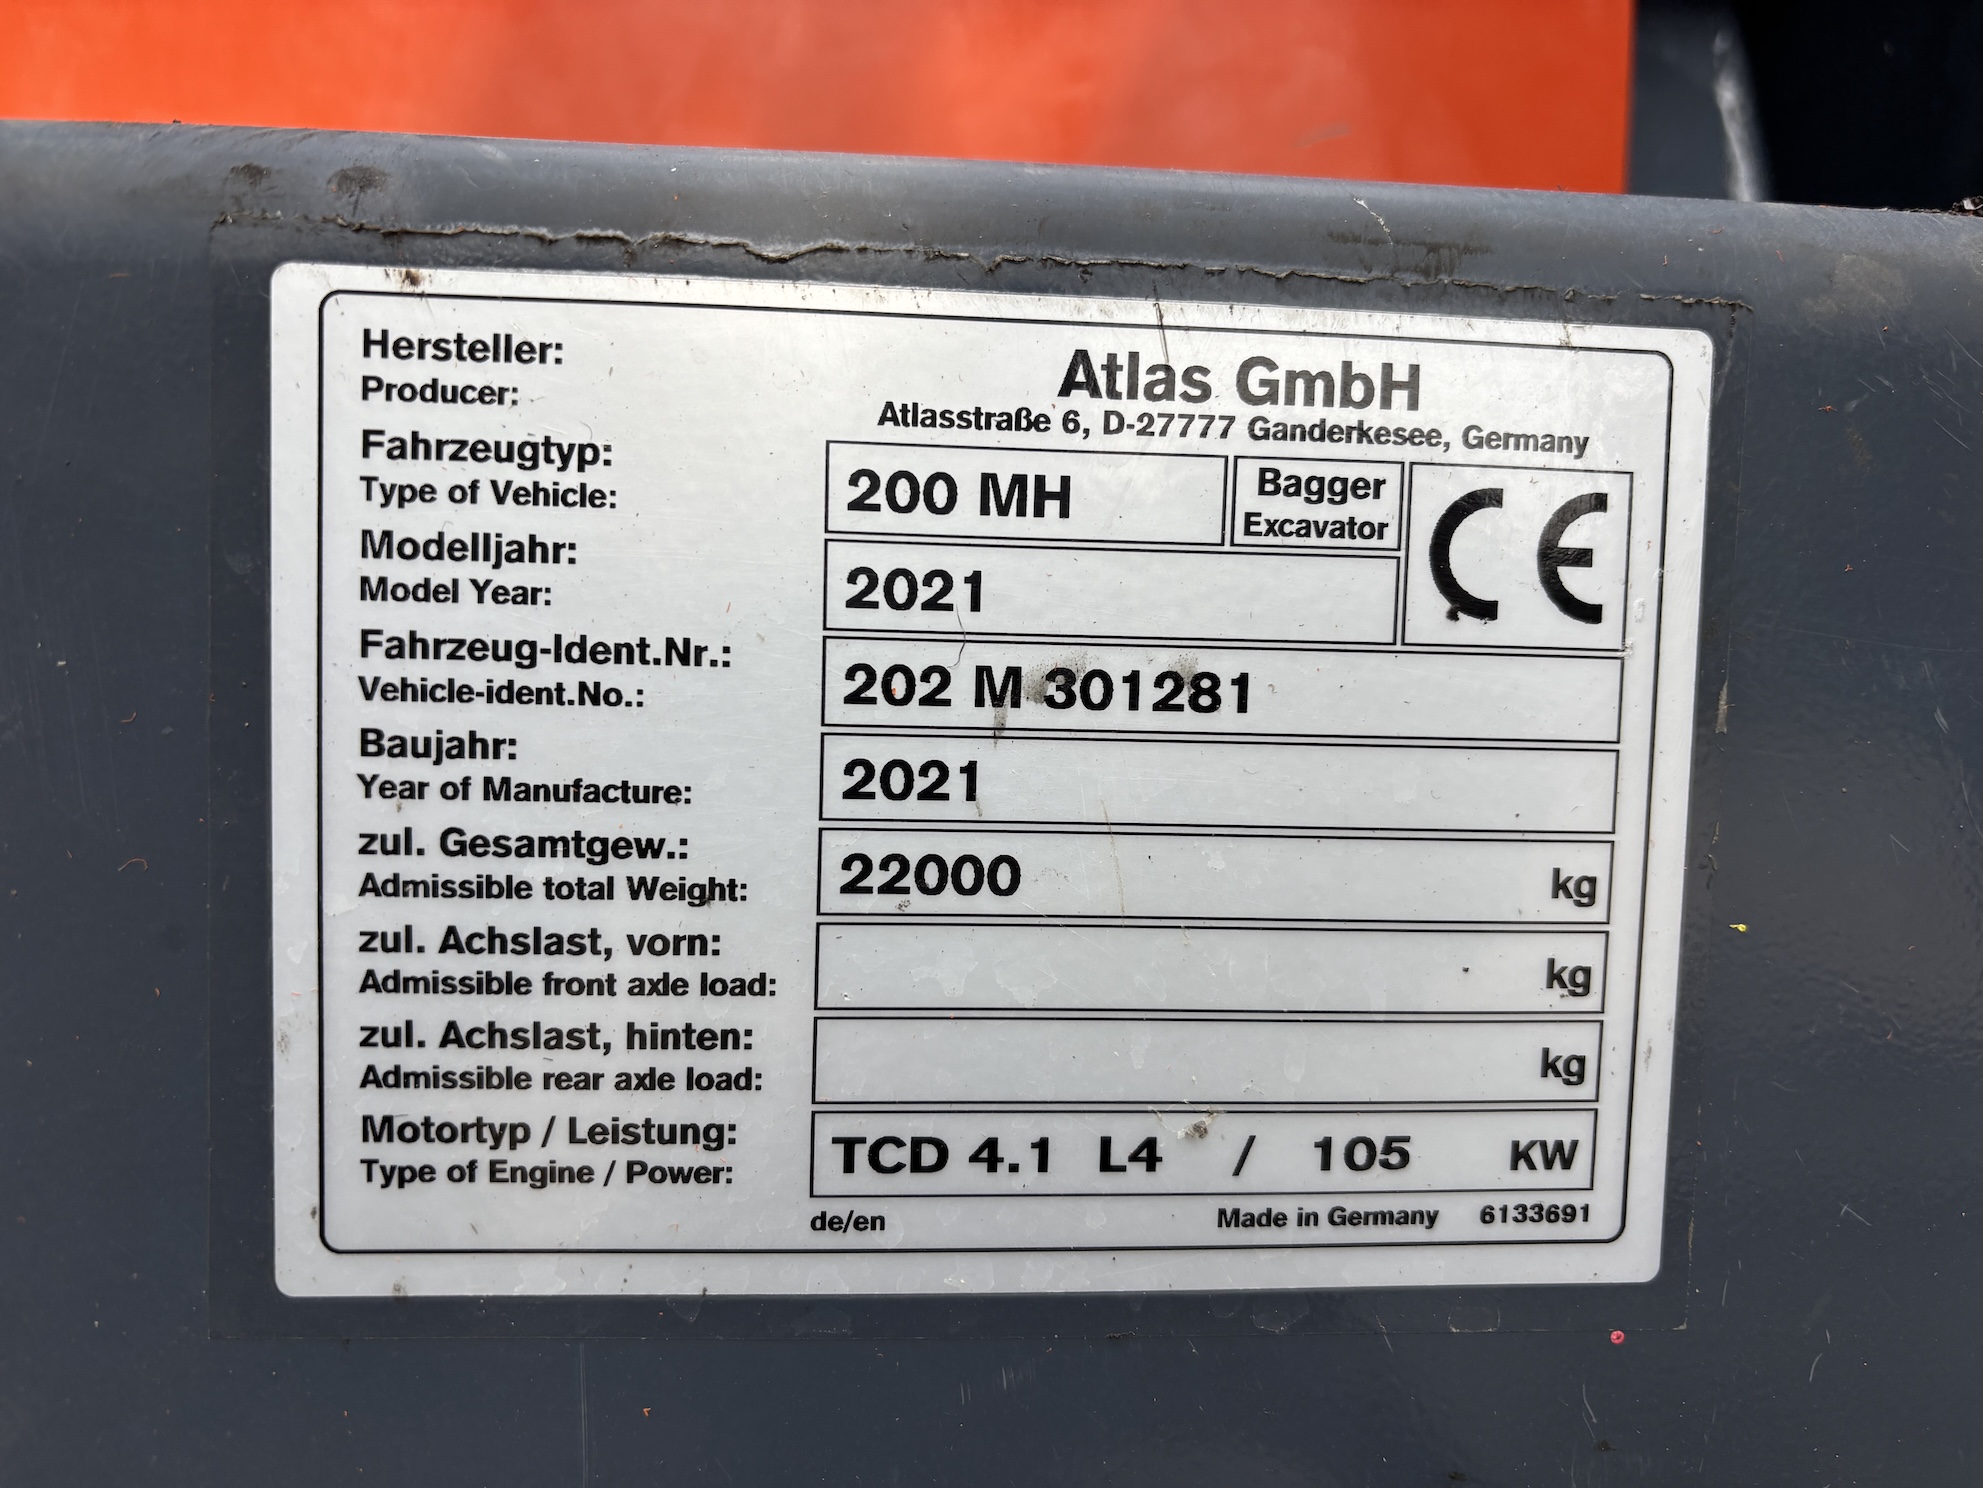 Hersteller:
Producer:
Atlas GmbH
Atlasstraße 6, D-27777 Ganderkesee, Germany
Fahrzeugtyp:
Type of Vehicle:
200 MH
Bagger
Excavator
CE
Modelljahr:
Model Year:
2021
Fahrzeug-Ident.Nr.:
Vehicle-ident.No.:
202 M 301281
Baujahr:
Year of Manufacture:
2021
zul. Gesamtgew.:
Admissible total Weight:
22000 kg
zul. Achslast, vorn:
Admissible front axle load:
kg
zul. Achslast, hinten:
Admissible rear axle load:
kg
Motortyp / Leistung:
Type of Engine / Power:
TCD 4.1 L4 / 105 KW
de/en Made in Germany 6133691